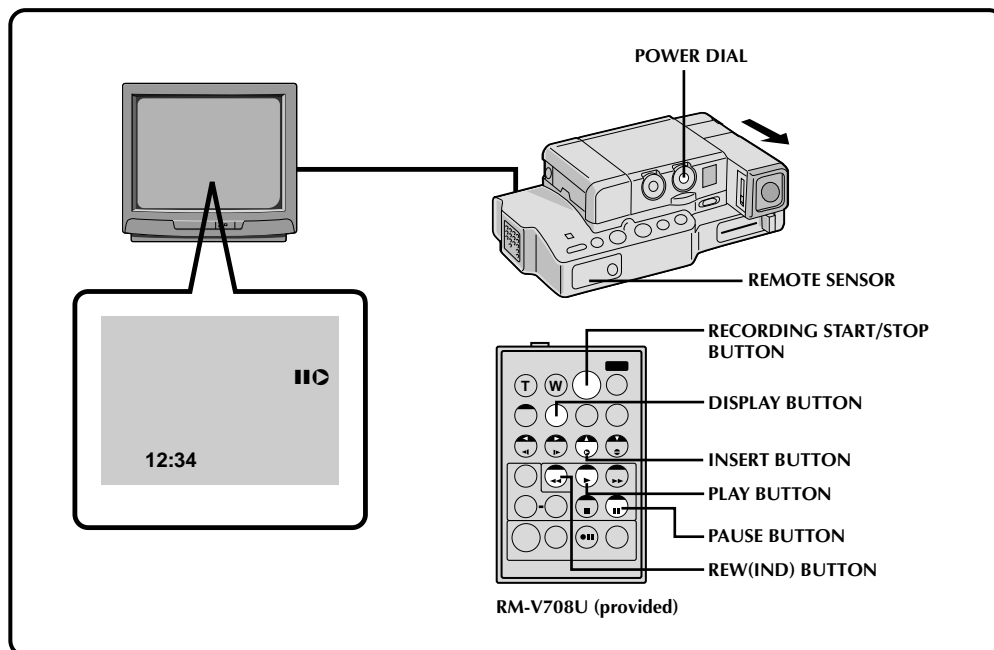 POWER DIAL
REMOTE SENSOR
RECORDING START/STOP
BUTTON
T W
DISPLAY BUTTON
12:34
INSERT BUTTON
PLAY BUTTON
PAUSE BUTTON
REW(IND) BUTTON
RM-V708U (provided)